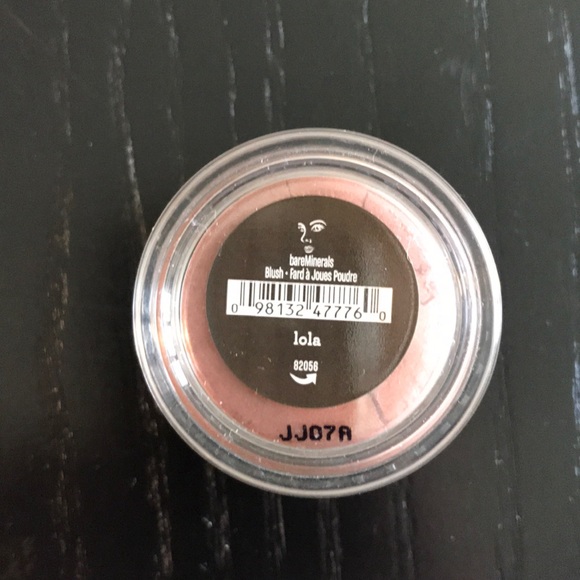 bareMinerals
Blush • Fard à Joues Poudre
0 98132 47776 0
lola
82056
JJ07A